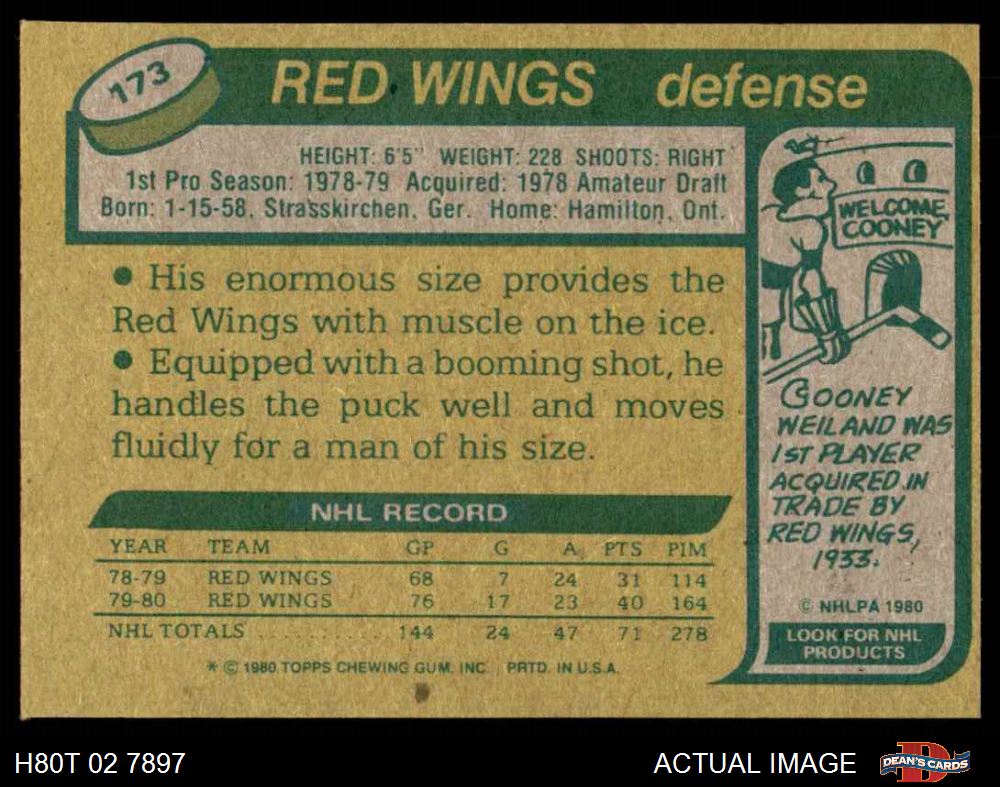 173
RED WINGS defense
HEIGHT: 6'5" WEIGHT: 228 SHOOTS: RIGHT
1st Pro Season: 1978-79 Acquired: 1978 Amateur Draft
Born: 1-15-58, Strasskirchen, Ger. Home: Hamilton, Ont.
• His enormous size provides the
Red Wings with muscle on the ice.
• Equipped with a booming shot, he
handles the puck well and moves
fluidly for a man of his size.
NHL RECORD
YEAR TEAM GP G A PTS PIM
78-79 RED WINGS 68 7 24 31 114
79-80 RED WINGS 76 17 23 40 164
NHL TOTALS .......... 144 24 47 71 278
* © 1980 TOPPS CHEWING GUM, INC. PRTD. IN U.S.A.
WELCOME
COONEY
COONEY
WEILAND WAS
1ST PLAYER
ACQUIRED IN
TRADE BY
RED WINGS,
1933.
© NHLPA 1980
LOOK FOR NHL
PRODUCTS
H80T 02 7897
ACTUAL IMAGE
D
DEAN'S CARDS